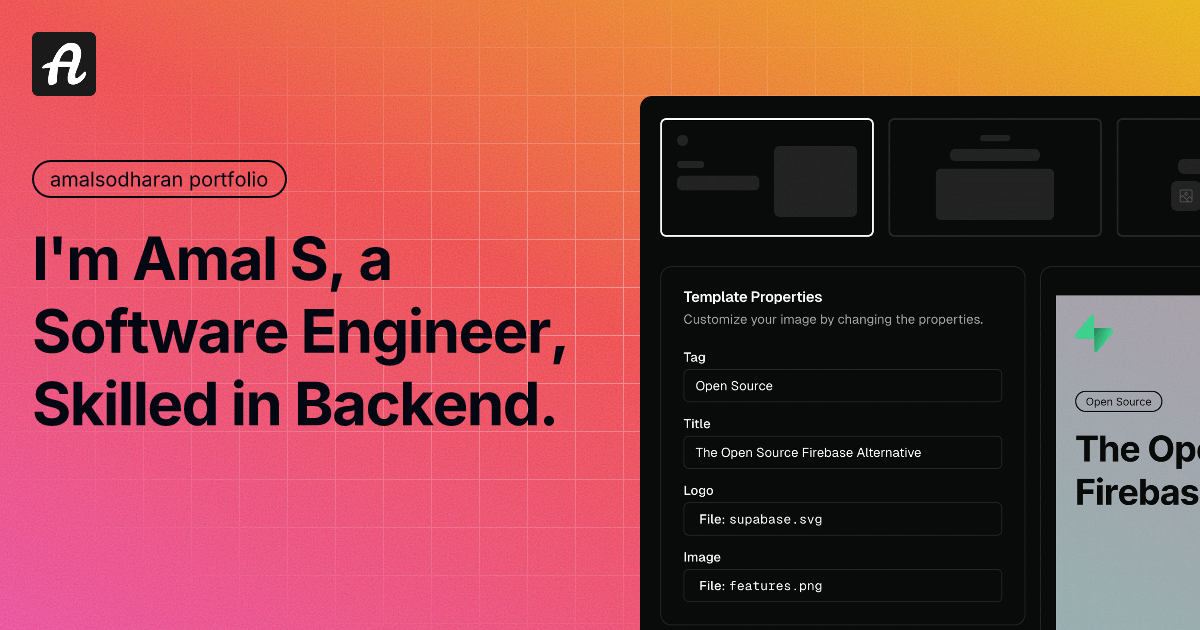 A
amalsodharan portfolio
I'm Amal S, a
Software Engineer,
Skilled in Backend.
Template Properties
Customize your image by changing the properties.
Tag
Open Source
Title
The Open Source Firebase Alternative
Logo
File: supabase.svg
Image
File: features.png
Open Source
The Ope
Firebas